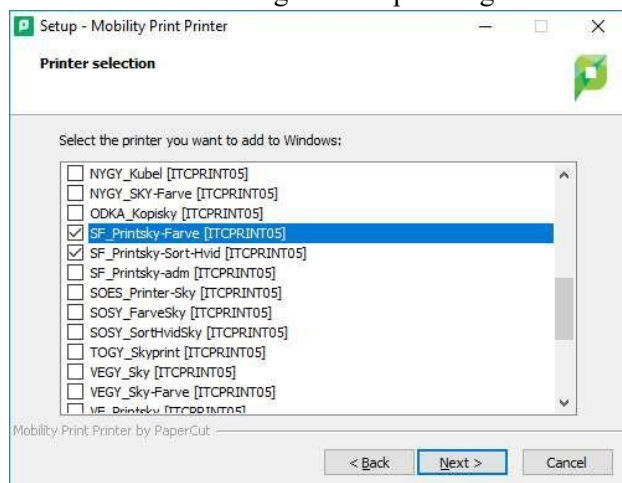 Setup - Mobility Print Printer
Printer selection
Select the printer you want to add to Windows:
NYGY_Kubel [ITCPRINT05]
NYGY_SKY-Farve [ITCPRINT05]
ODKA_Kopisky [ITCPRINT05]
SF_Printsky-Farve [ITCPRINT05]
SF_Printsky-Sort-Hvid [ITCPRINT05]
SF_Printsky-adm [ITCPRINT05]
SOES_Printer-Sky [ITCPRINT05]
SOSY_FarveSky [ITCPRINT05]
SOSY_SortHvidSky [ITCPRINT05]
TOGY_Skyprint [ITCPRINT05]
VEGY_Sky [ITCPRINT05]
VEGY_Sky-Farve [ITCPRINT05]
VF_Printsky [ITCPRINT05]
Mobility Print Printer by PaperCut
< Back Next > Cancel